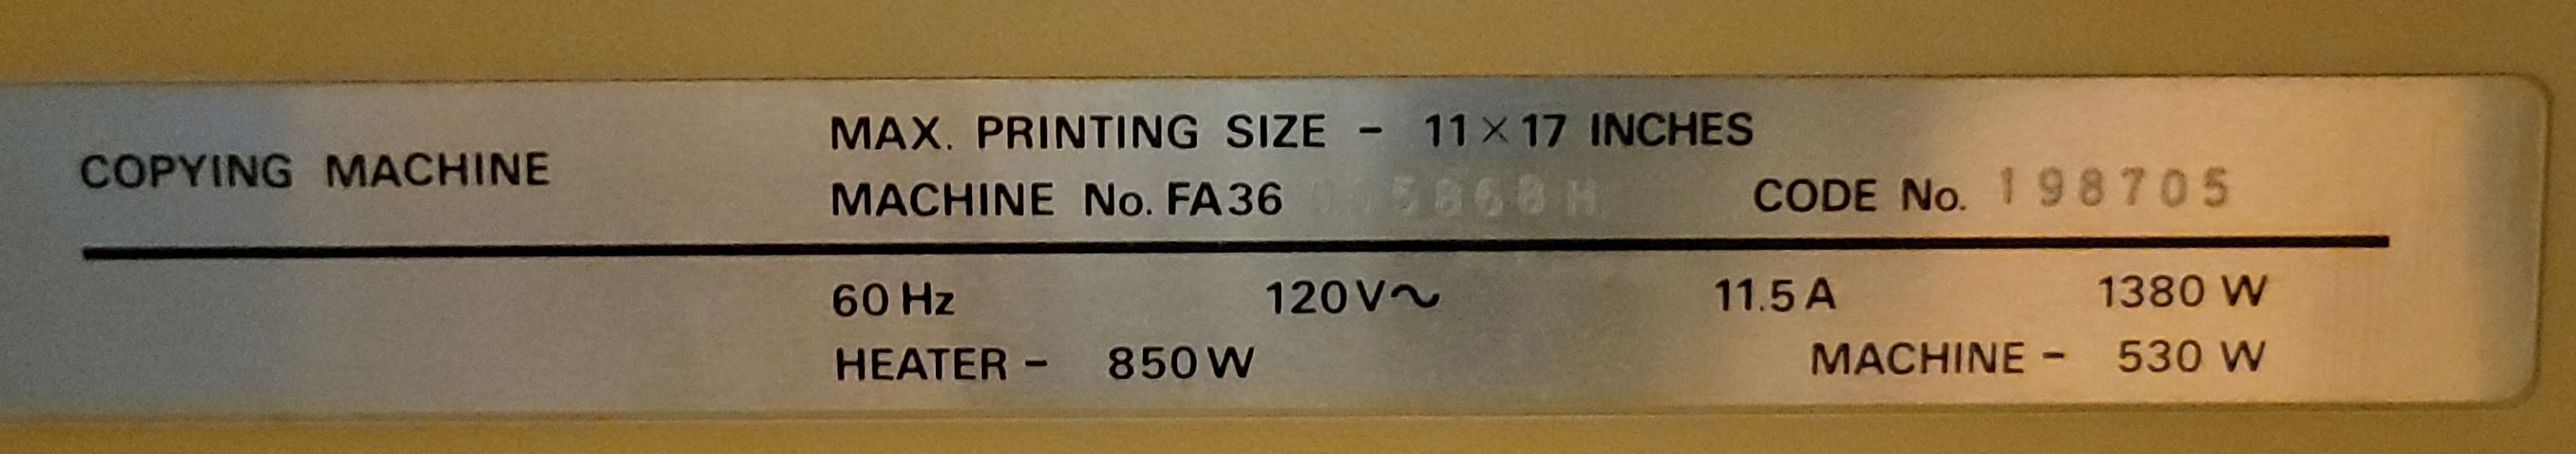 COPYING MACHINE
MAX. PRINTING SIZE - 11×17 INCHES
MACHINE No. FA36
CODE No. 198705
60 Hz 120 V~ 11.5 A 1380 W
HEATER - 850 W
MACHINE - 530 W